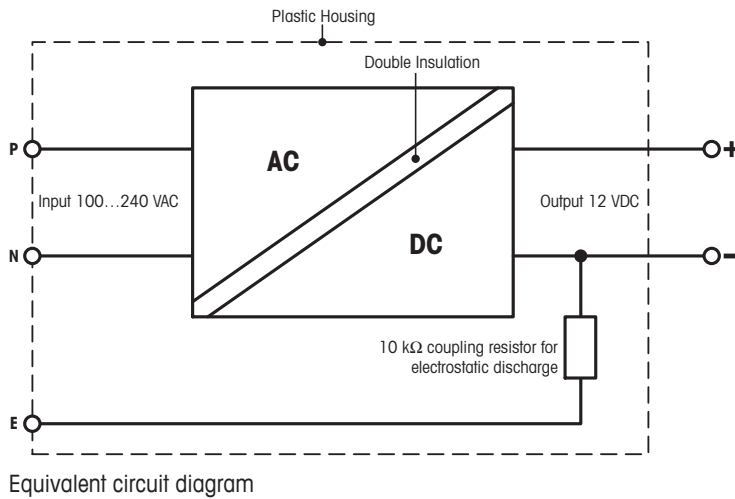 Plastic Housing
Double Insulation
P
AC
+
Input 100...240 VAC
Output 12 VDC
N
DC
–
10 kΩ coupling resistor for
electrostatic discharge
E
Equivalent circuit diagram